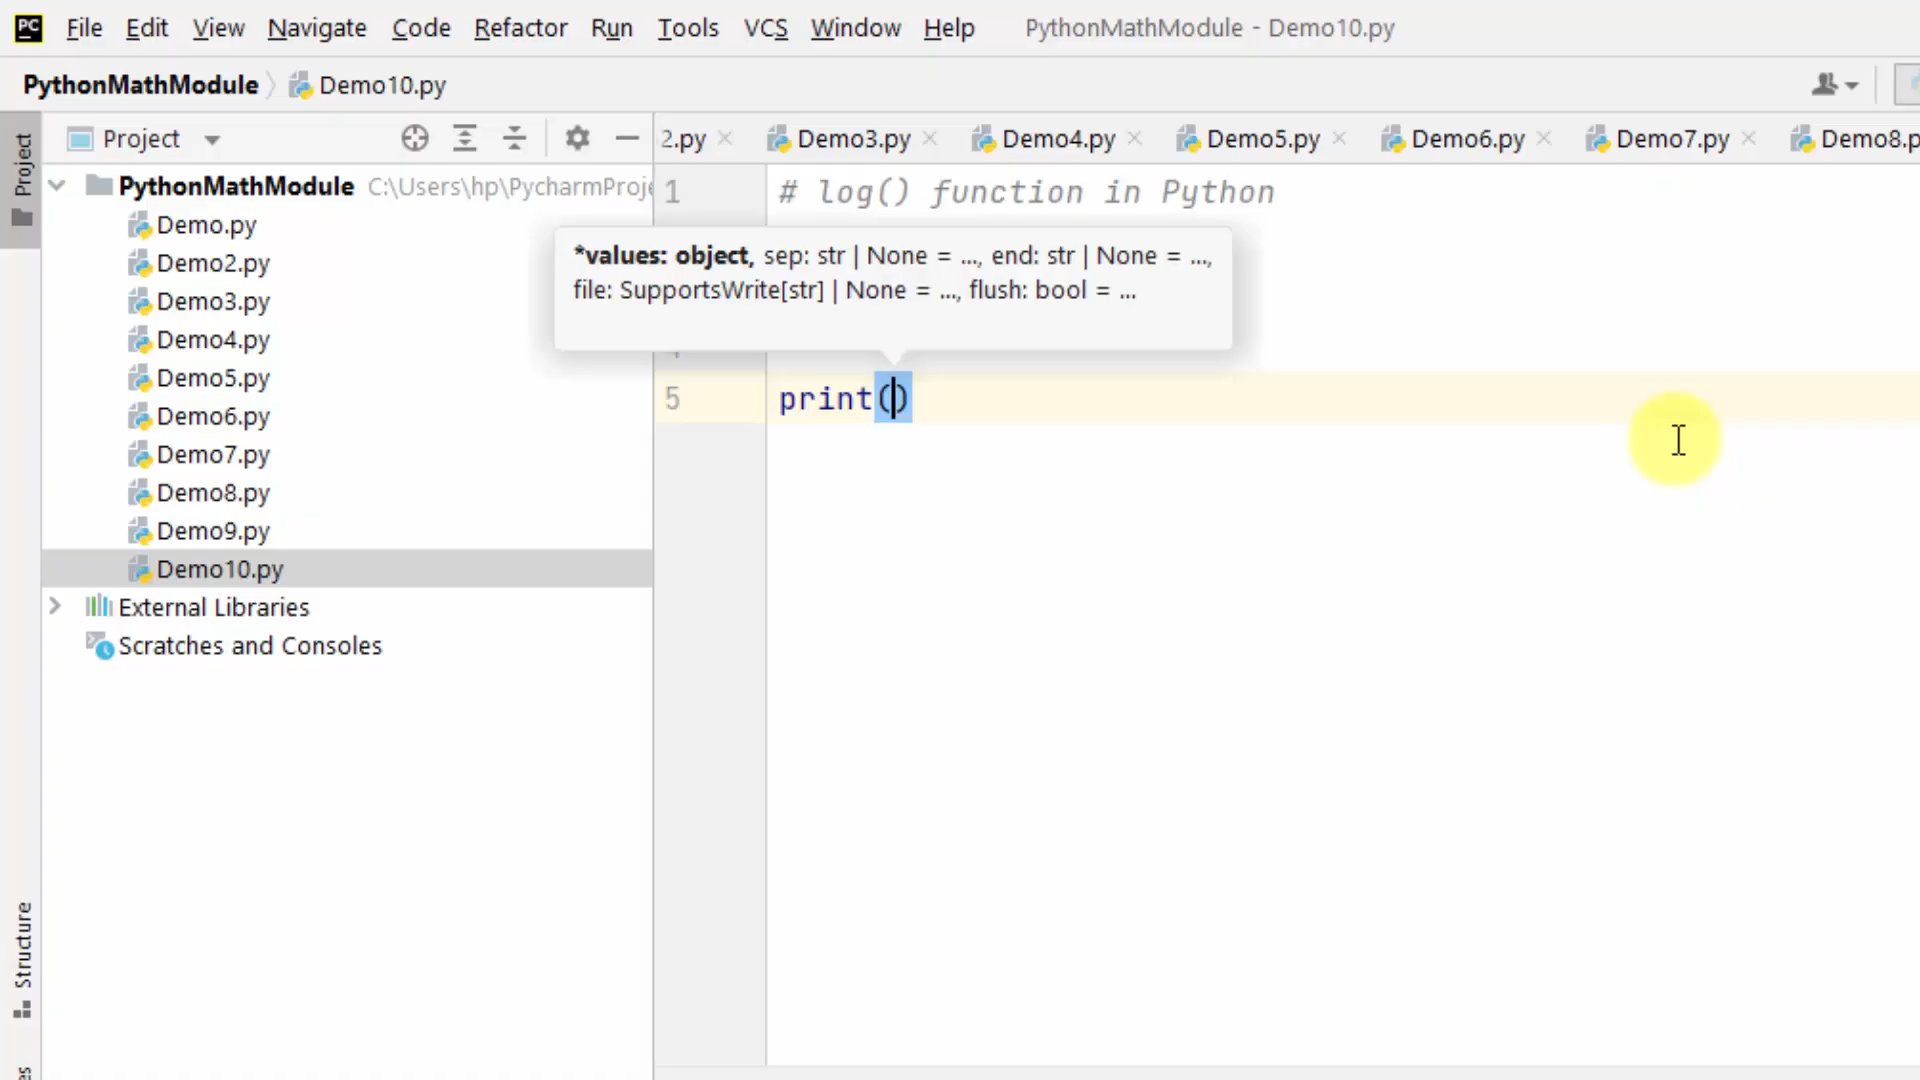 PC File Edit View Navigate Code Refactor Run Tools VCS Window Help PythonMathModule - Demo10.py
PythonMathModule Demo10.py
Project
Project
2.py Demo3.py Demo4.py Demo5.py Demo6.py Demo7.py Demo8.p
PythonMathModule C:\Users\hp\PycharmProj
Demo.py
Demo2.py
Demo3.py
Demo4.py
Demo5.py
Demo6.py
Demo7.py
Demo8.py
Demo9.py
Demo10.py
External Libraries
Scratches and Consoles
Structure
1 # log() function in Python
*values: object, sep: str | None = ..., end: str | None = ...,
file: SupportsWrite[str] | None = ..., flush: bool = ...
5 print()